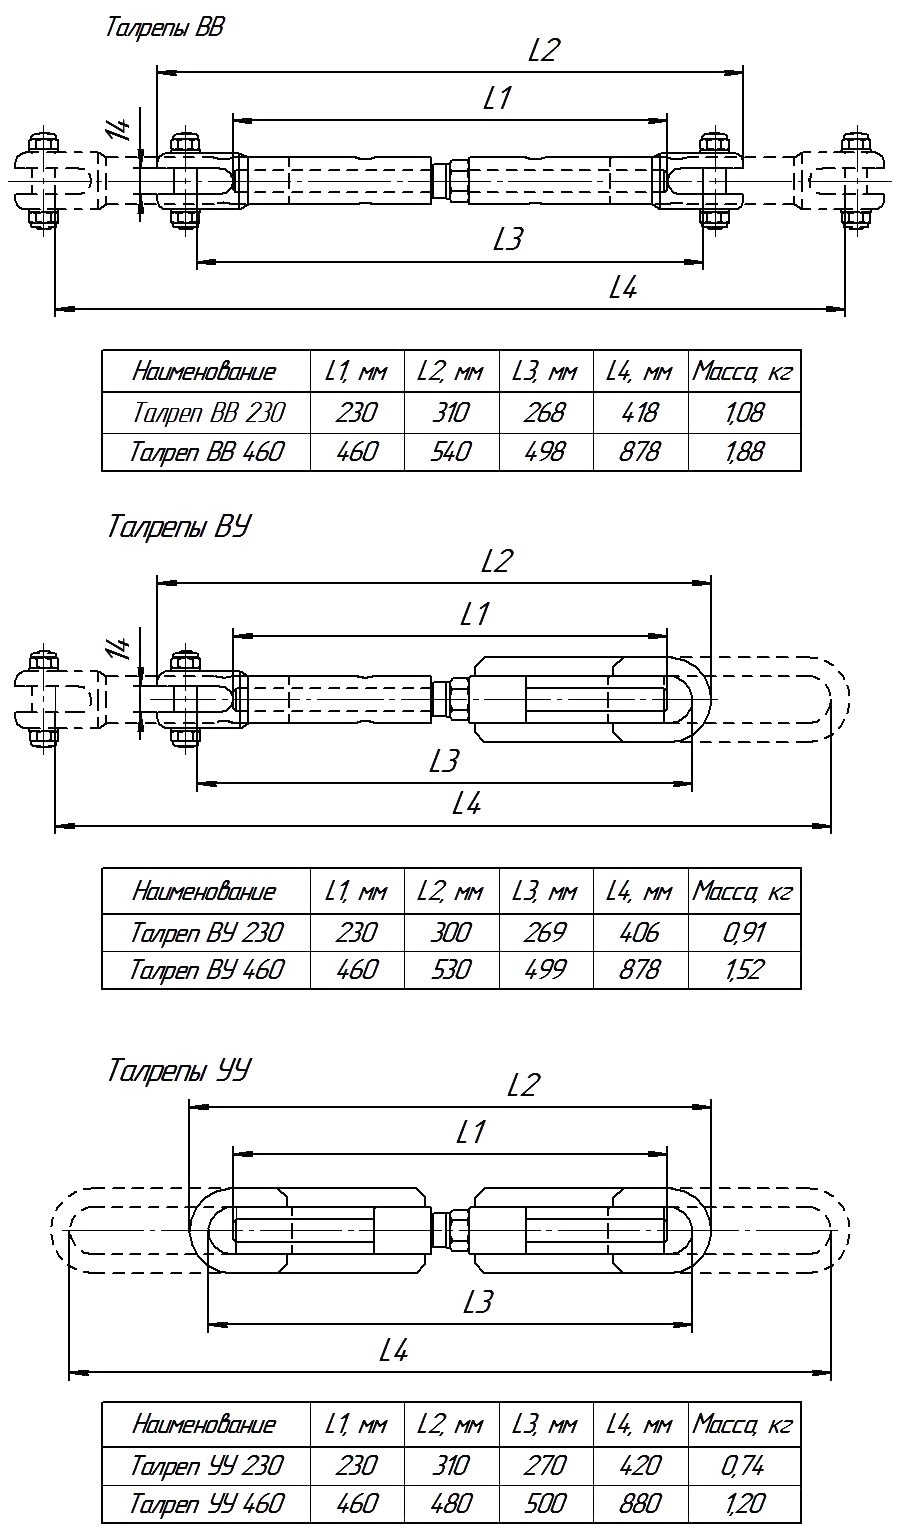 Талрепы ВВ
L2
L1
14
L3
L4
Наименование L1, мм L2, мм L3, мм L4, мм Масса, кг
Талреп ВВ 230 230 310 268 418 1,08
Талреп ВВ 460 460 540 498 878 1,88
Талрепы ВУ
L2
L1
14
L3
L4
Наименование L1, мм L2, мм L3, мм L4, мм Масса, кг
Талреп ВУ 230 230 300 269 406 0,91
Талреп ВУ 460 460 530 499 878 1,52
Талрепы УУ
L2
L1
L3
L4
Наименование L1, мм L2, мм L3, мм L4, мм Масса, кг
Талреп УУ 230 230 310 270 420 0,74
Талреп УУ 460 460 480 500 880 1,20